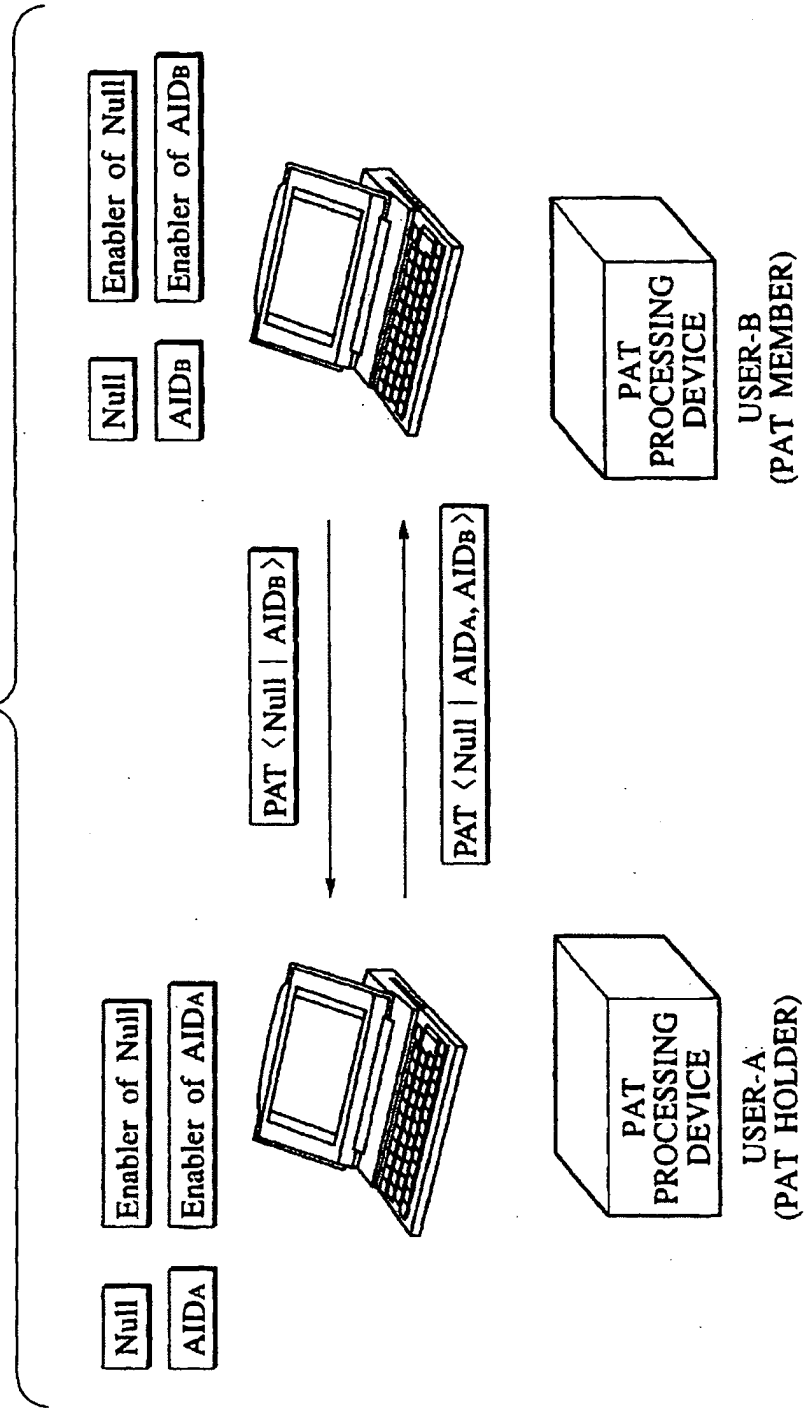 Null
Enabler of Null
AIDA
Enabler of AIDA
Null
Enabler of Null
AIDB
Enabler of AIDB
PAT 〈Null | AIDB〉
PAT 〈Null | AIDA, AIDB〉
PAT
PROCESSING
DEVICE
USER-A
(PAT HOLDER)
PAT
PROCESSING
DEVICE
USER-B
(PAT MEMBER)